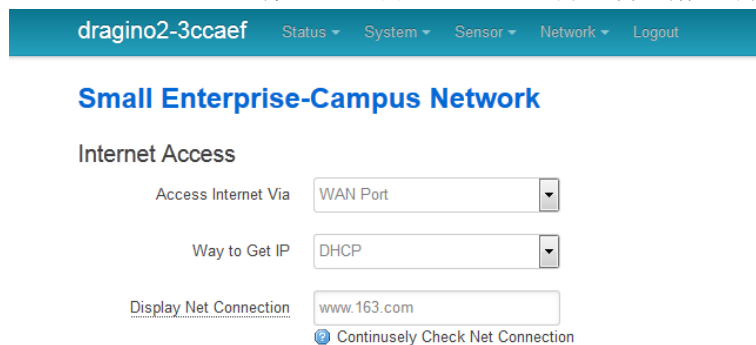 dragino2-3ccaef Status System Sensor Network Logout
Small Enterprise-Campus Network
Internet Access
Access Internet Via WAN Port
Way to Get IP DHCP
Display Net Connection www.163.com
Continusely Check Net Connection